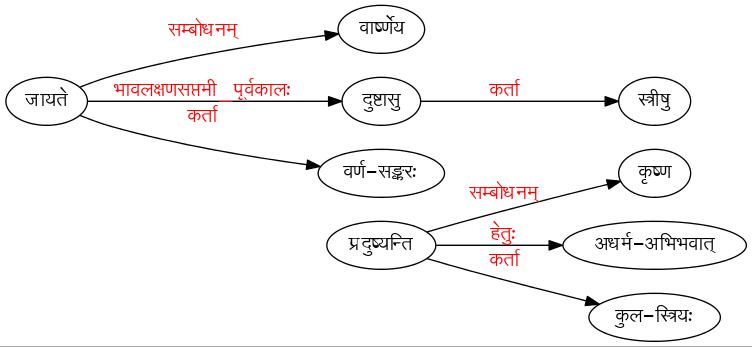 वार्ष्णेय
सम्बोधनम्
जायते
भावलक्षणसप्तमी_पूर्वकालः
दुष्टासु
कर्ता
स्त्रीषु
कर्ता
वर्ण-सङ्करः
कृष्ण
सम्बोधनम्
प्रदुष्यन्ति
हेतुः
अधर्म-अभिभवात्
कर्ता
कुल-स्त्रियः